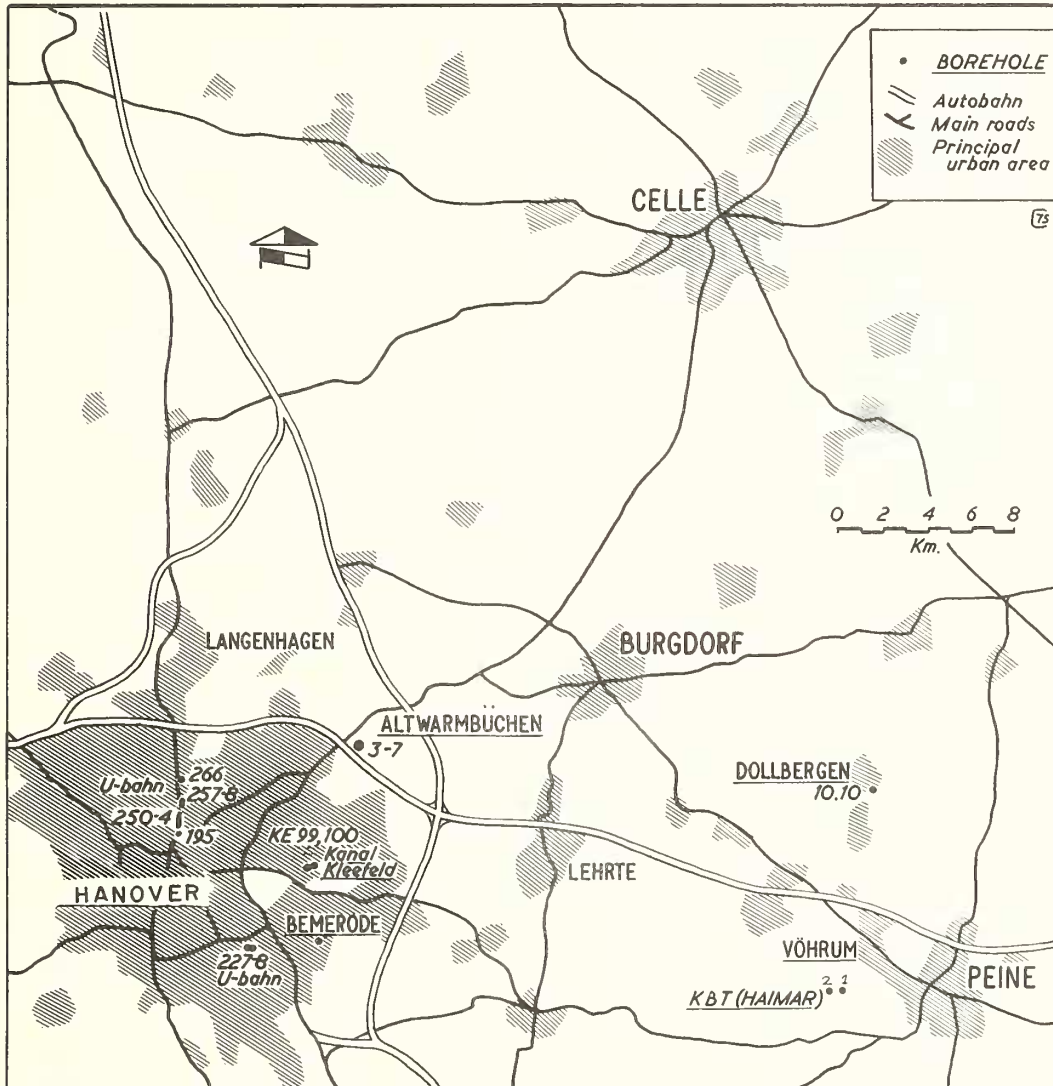 BOREHOLE
Autobahn
Main roads
Principal
urban area
CELLE
75
0 2 4 6 8
Km.
LANGENHAGEN
BURGDORF
ALTWARMBÜCHEN
3-7
DOLLBERGEN
10.10
U-bahn
266
257-8
250-4
195
KE 99,100
Kanal
Kleefeld
LEHRTE
HANOVER
BEMERODE
VÖHRUM
227-8
U-bahn
2 1
KBT (HAIMAR)
PEINE